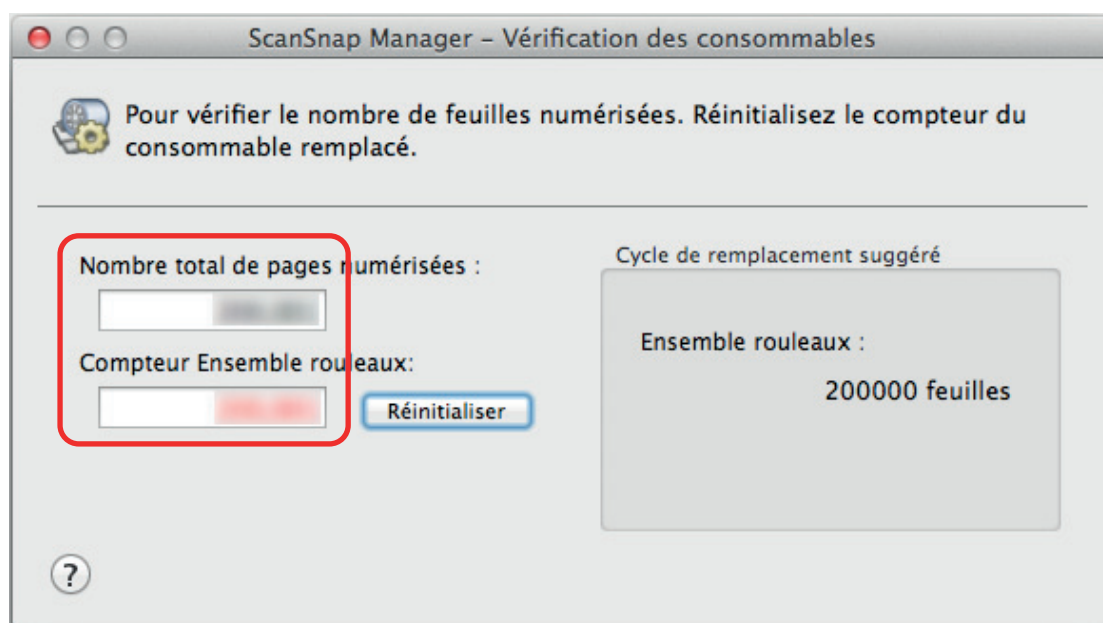 ScanSnap Manager – Vérification des consommables
Pour vérifier le nombre de feuilles numérisées. Réinitialisez le compteur du
consommable remplacé.
Nombre total de pages numérisées :
Cycle de remplacement suggéré
Compteur Ensemble rouleaux:
Réinitialiser
Ensemble rouleaux :
200000 feuilles
?